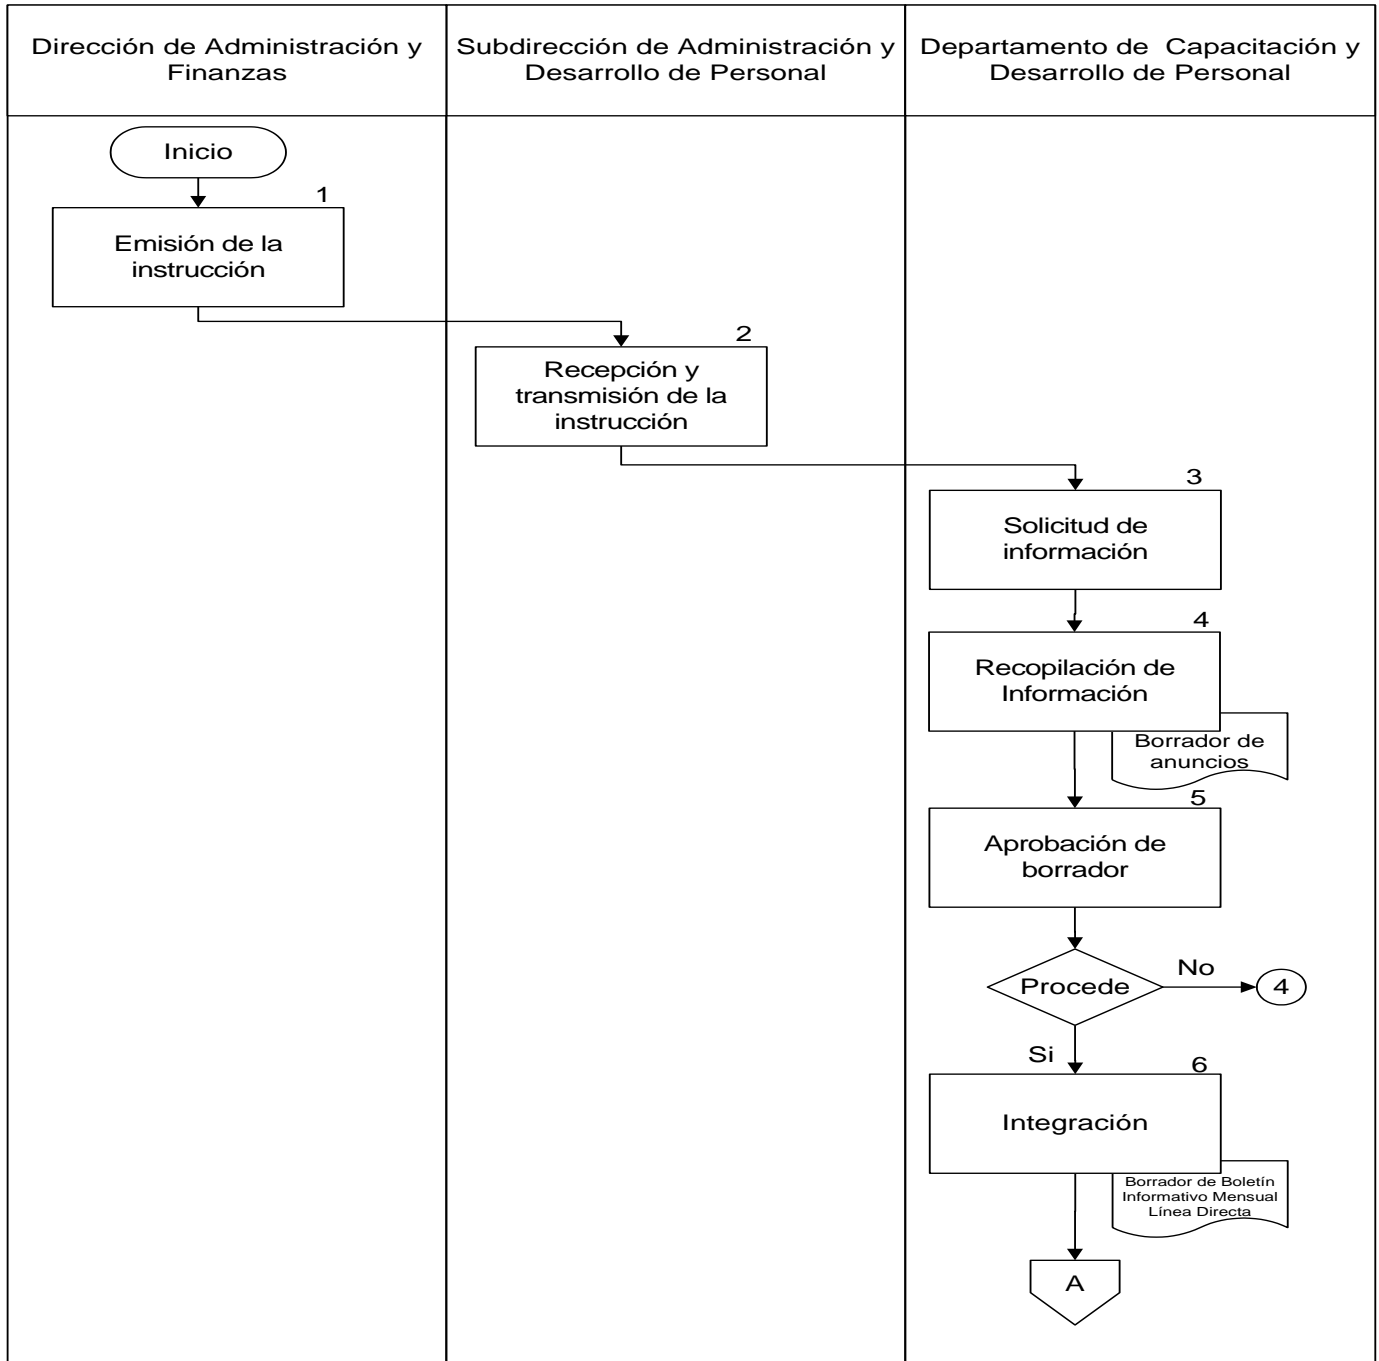 Dirección de Administración y
Finanzas
Subdirección de Administración y
Desarrollo de Personal
Departamento de Capacitación y
Desarrollo de Personal
Inicio
1
Emisión de la
instrucción
2
Recepción y
transmisión de la
instrucción
3
Solicitud de
información
4
Recopilación de
Información
Borrador de
anuncios
5
Aprobación de
borrador
Procede
No
4
Si
6
Integración
Borrador de Boletín
Informativo Mensual
Línea Directa
A